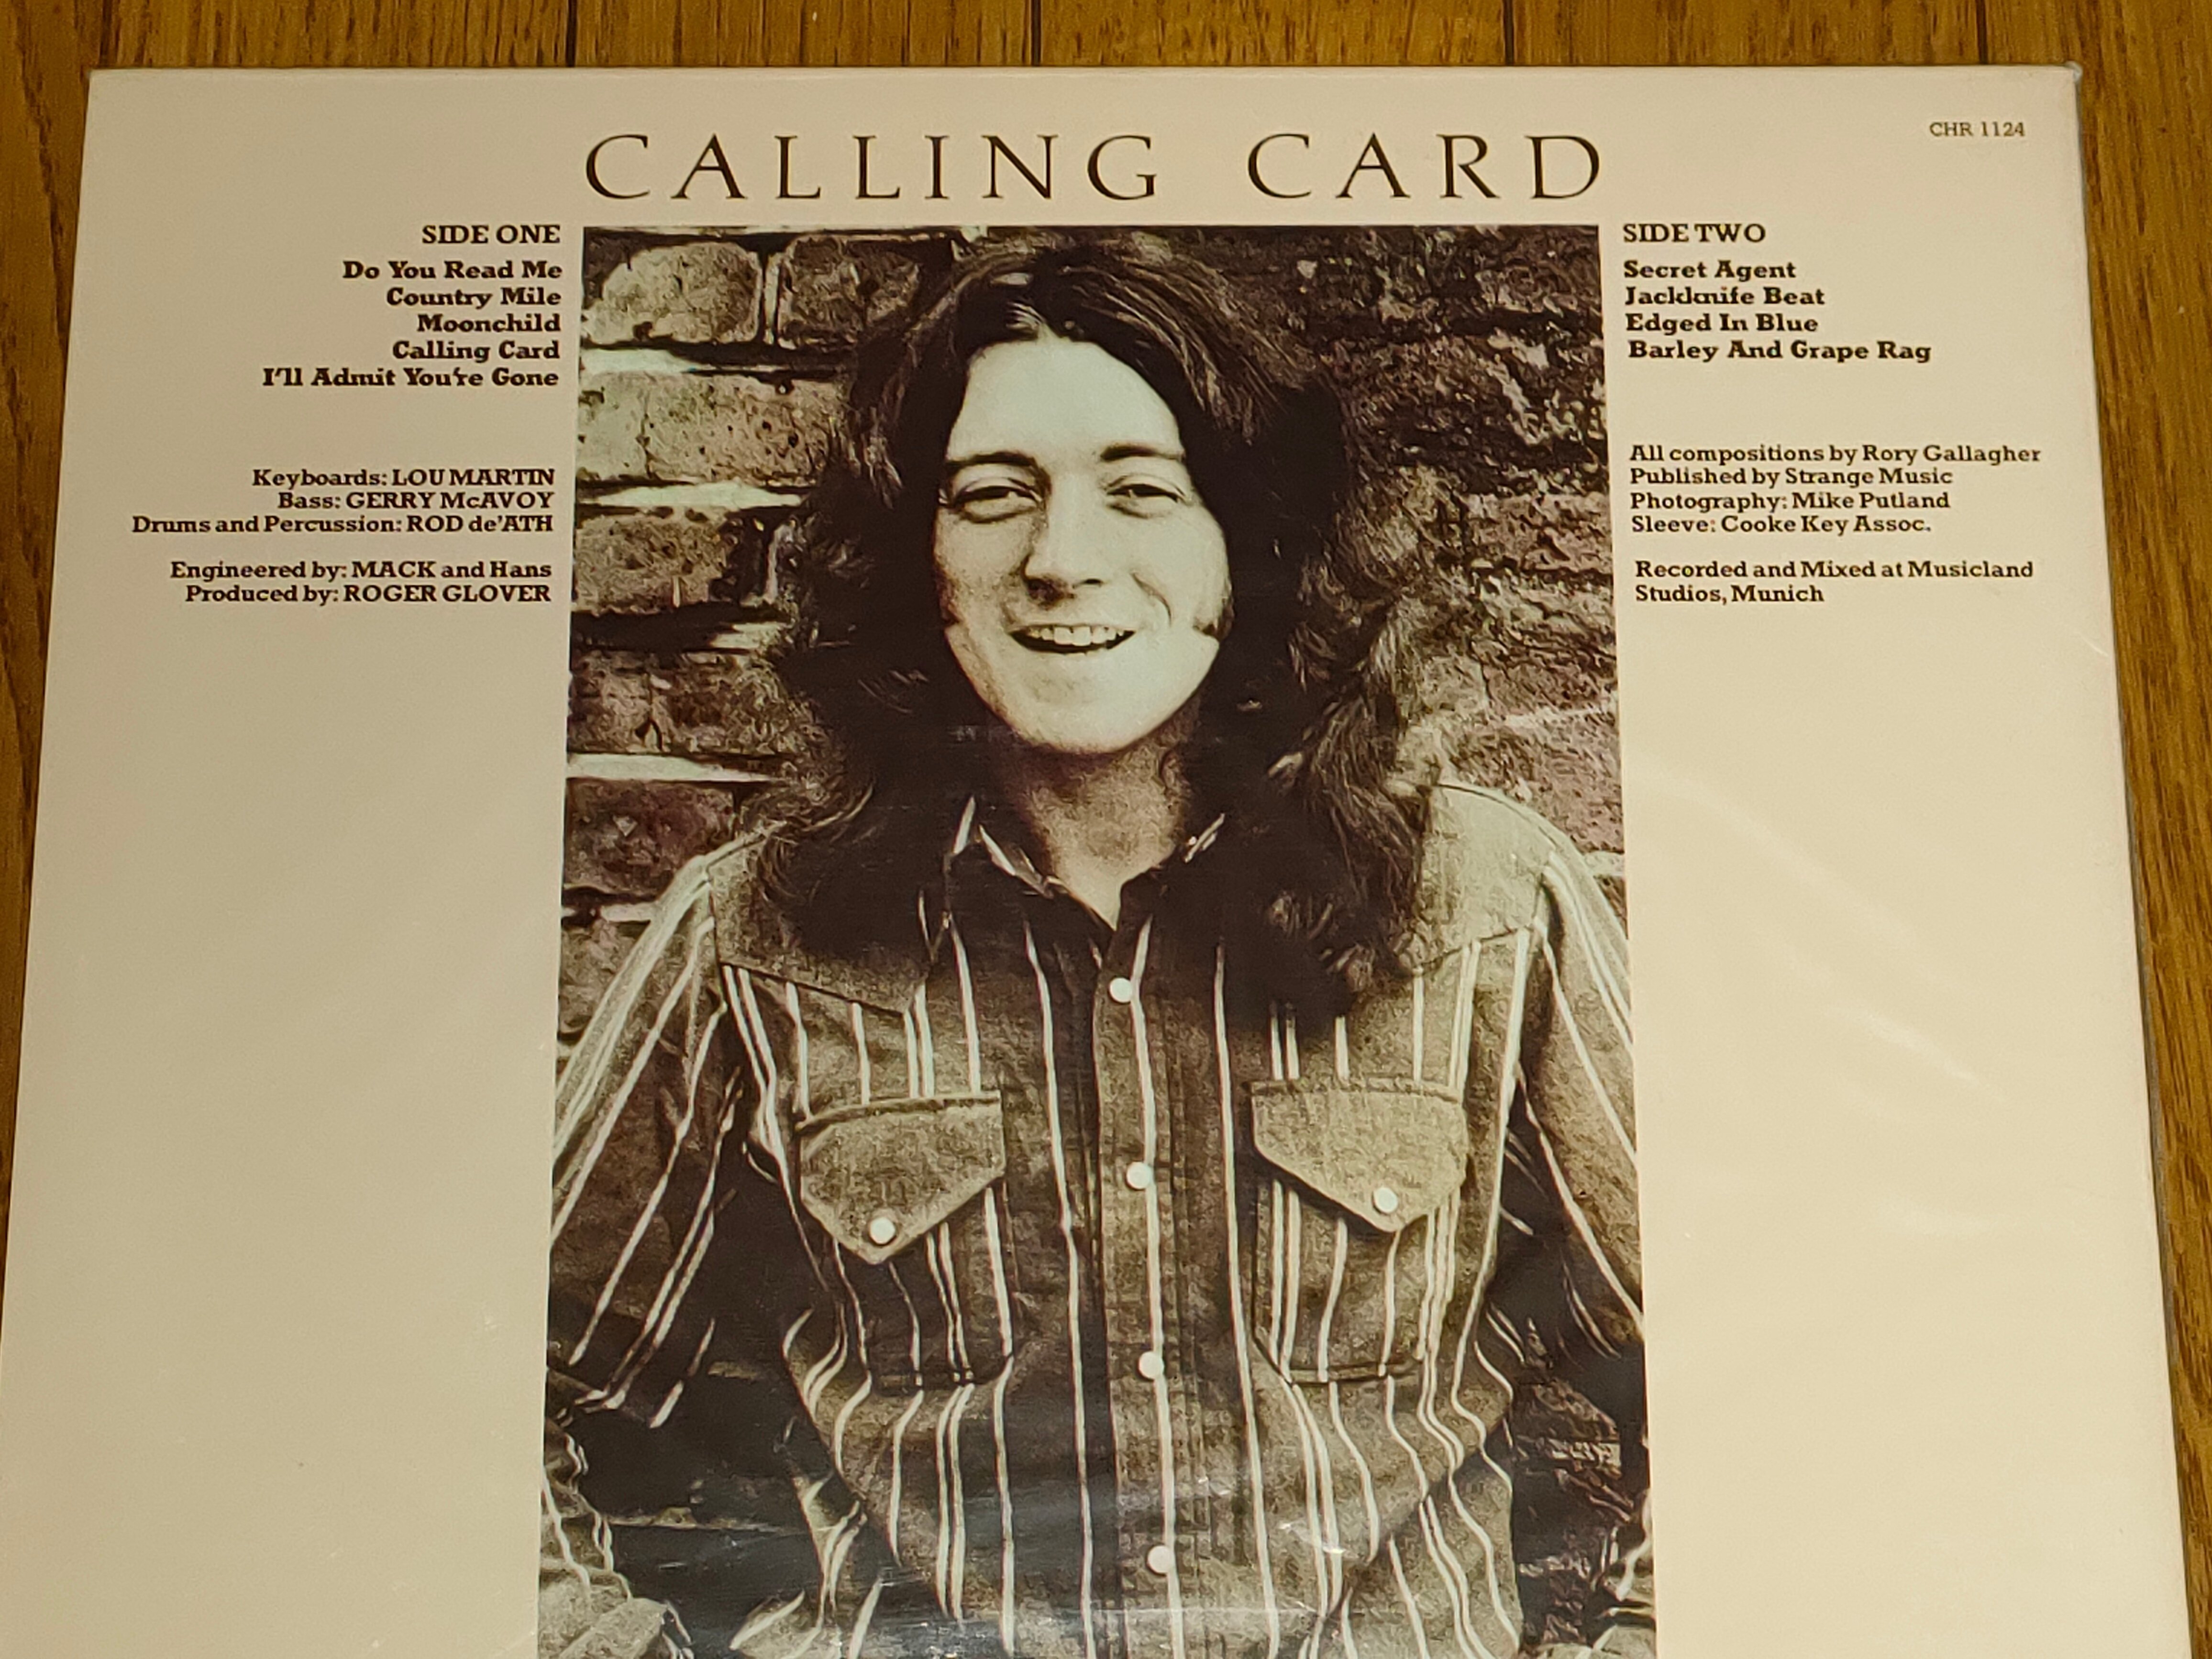 CHR 1124
CALLING CARD
SIDE ONE
Do You Read Me
Country Mile
Moonchild
Calling Card
I'll Admit You're Gone
Keyboards: LOU MARTIN
Bass: GERRY McAVOY
Drums and Percussion: ROD de'ATH
Engineered by: MACK and Hans
Produced by: ROGER GLOVER
SIDE TWO
Secret Agent
Jackknife Beat
Edged In Blue
Barley And Grape Rag
All compositions by Rory Gallagher
Published by Strange Music
Photography: Mike Putland
Sleeve: Cooke Key Assoc.
Recorded and Mixed at Musicland
Studios, Munich